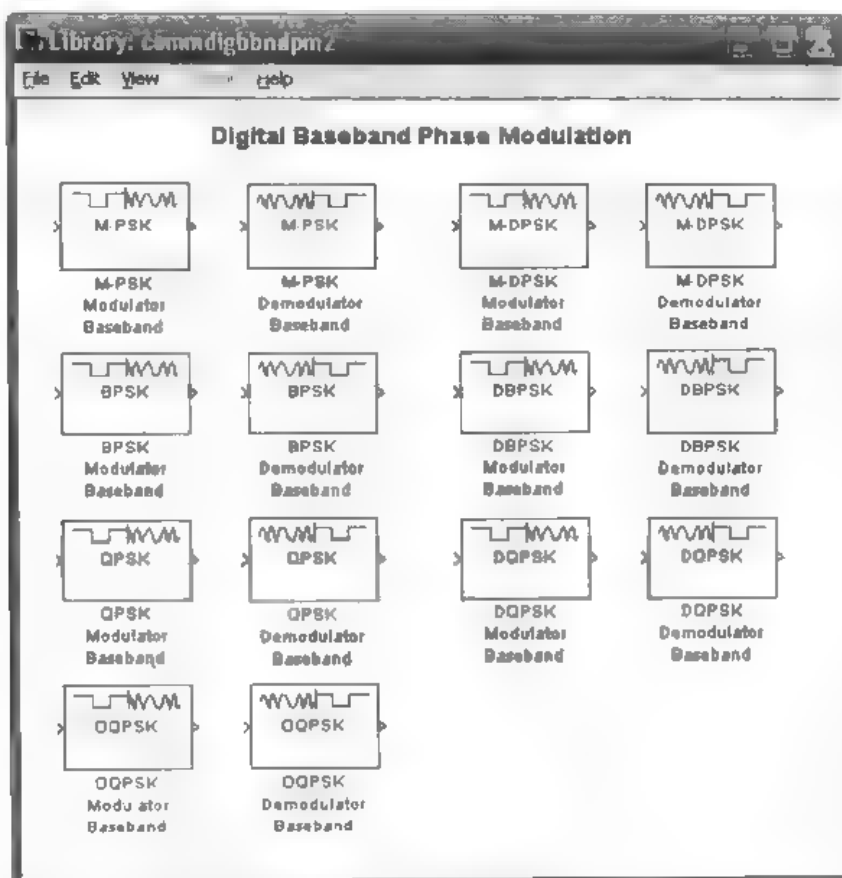 Library: commdigbbndpm2
File Edit View Help
Digital Baseband Phase Modulation
M-PSK M-PSK M-DPSK M-DPSK
M-PSK M-PSK M-DPSK M-DPSK
Modulator Demodulator Modulator Demodulator
Baseband Baseband Baseband Baseband
BPSK BPSK DBPSK DBPSK
BPSK BPSK DBPSK DBPSK
Modulator Demodulator Modulator Demodulator
Baseband Baseband Baseband Baseband
QPSK QPSK DQPSK DQPSK
QPSK QPSK DQPSK DQPSK
Modulator Demodulator Modulator Demodulator
Baseband Baseband Baseband Baseband
OQPSK OQPSK
OQPSK OQPSK
Modulator Demodulator
Baseband Baseband